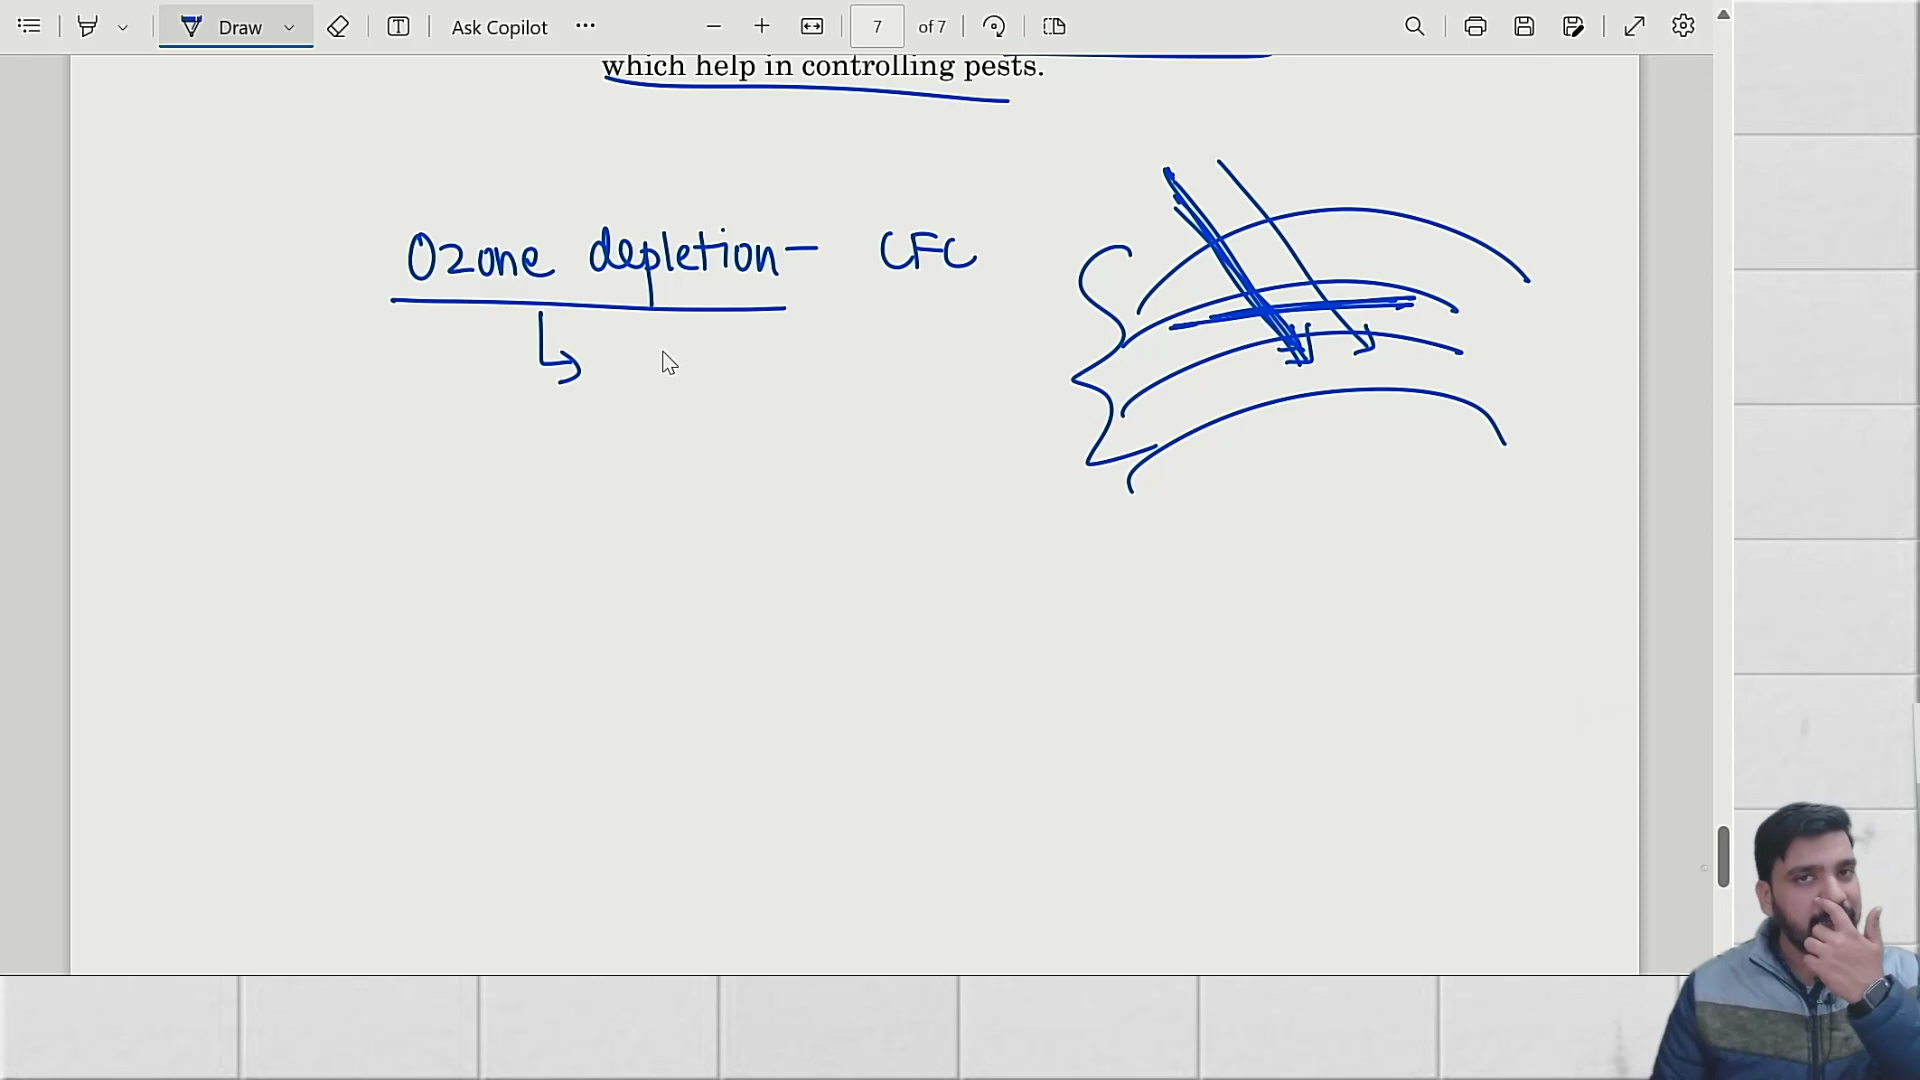 Draw
Ask Copilot
7 of 7
which help in controlling pests.
Ozone depletion - CFC